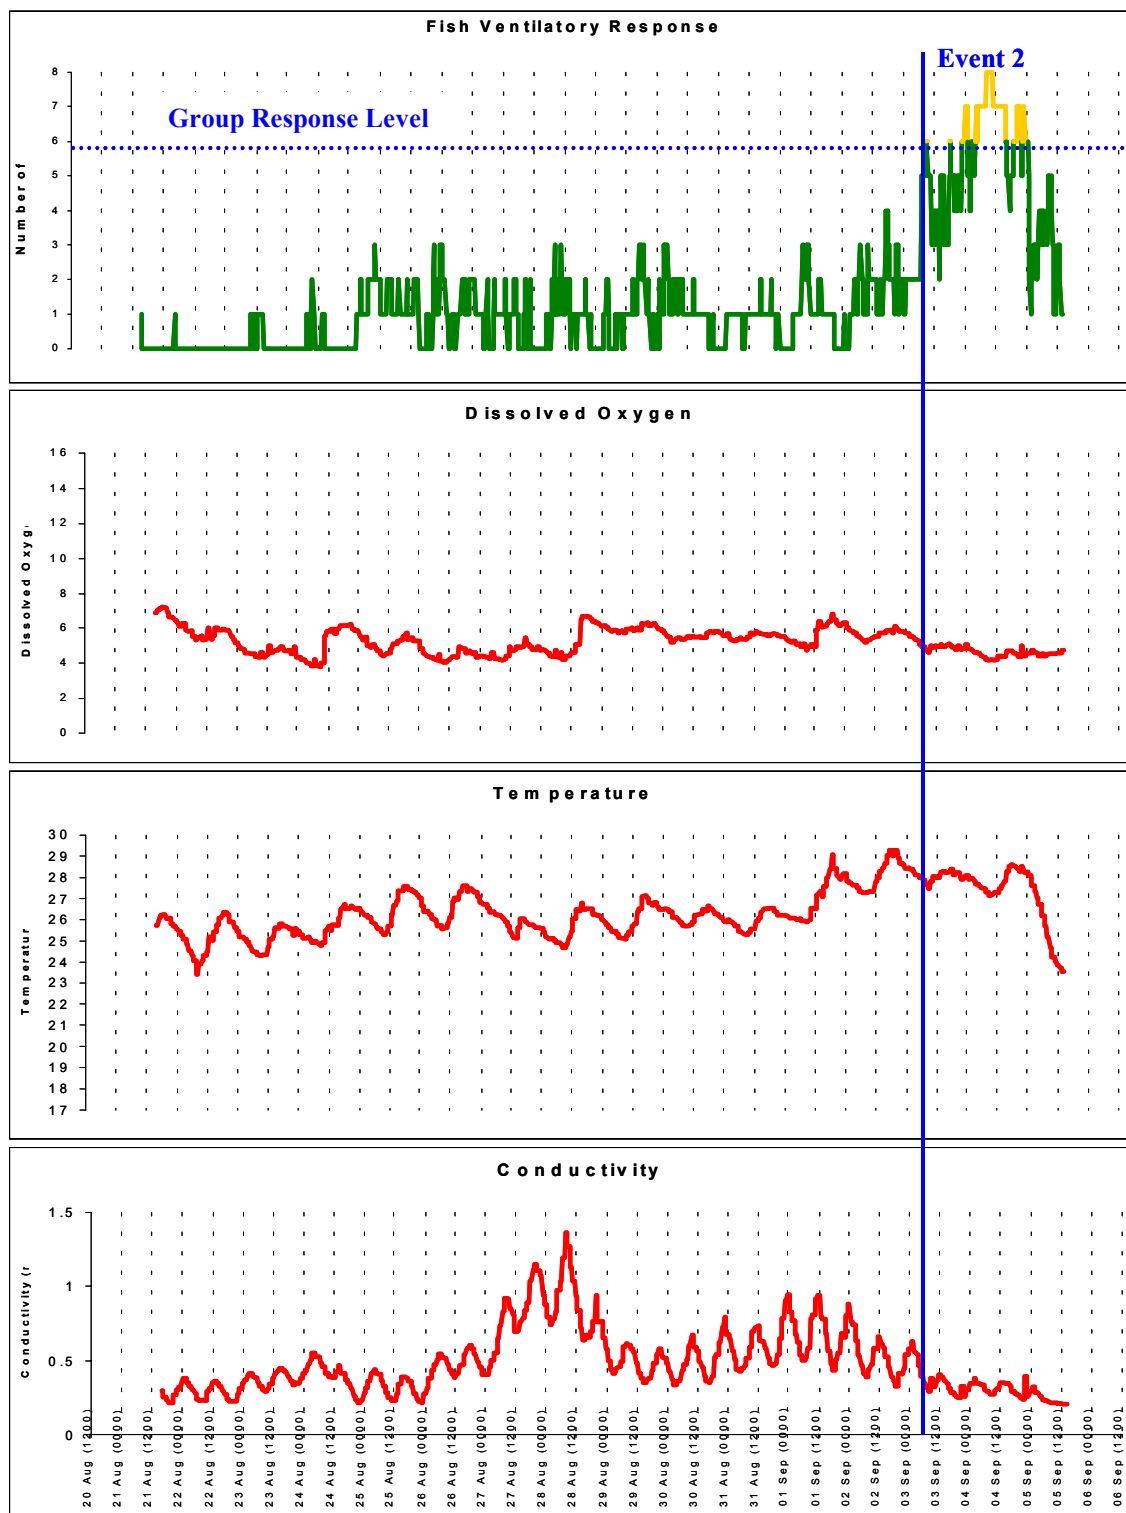 Fish Ventilatory Response
Event 2
Group Response Level
Number of
8
7
6
5
4
3
2
1
0
Dissolved Oxygen
Dissolved Oxyg
16
14
12
10
8
6
4
2
0
Temperature
Temperatur
30
29
28
27
26
25
24
23
22
21
20
19
18
17
Conductivity
Conductivity (r
1.5
1
0.5
0
20 Aug (1200)
21 Aug (0000)
21 Aug (1200)
22 Aug (0000)
22 Aug (1200)
23 Aug (0000)
23 Aug (1200)
24 Aug (0000)
24 Aug (1200)
25 Aug (0000)
25 Aug (1200)
26 Aug (0000)
26 Aug (1200)
27 Aug (0000)
27 Aug (1200)
28 Aug (0000)
28 Aug (1200)
29 Aug (0000)
29 Aug (1200)
30 Aug (0000)
30 Aug (1200)
31 Aug (0000)
31 Aug (1200)
01 Sep (0000)
01 Sep (1200)
02 Sep (0000)
02 Sep (1200)
03 Sep (0000)
03 Sep (1200)
04 Sep (0000)
04 Sep (1200)
05 Sep (0000)
05 Sep (1200)
06 Sep (0000)
06 Sep (1200)